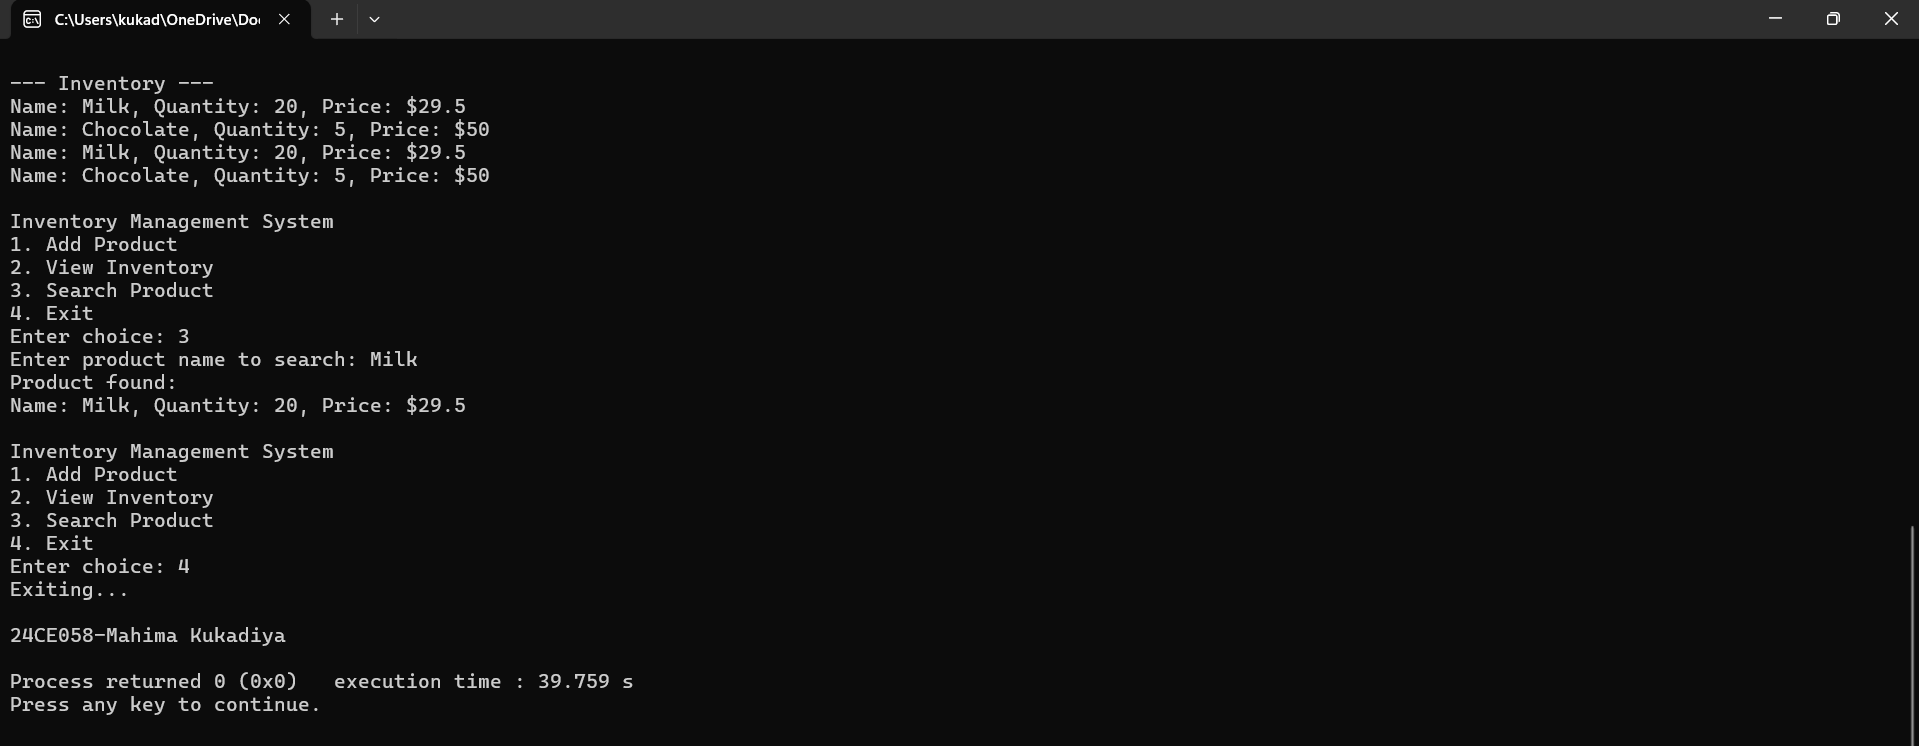 C:\Users\kukad\OneDrive\Doc
--- Inventory ---
Name: Milk, Quantity: 20, Price: $29.5
Name: Chocolate, Quantity: 5, Price: $50
Name: Milk, Quantity: 20, Price: $29.5
Name: Chocolate, Quantity: 5, Price: $50
Inventory Management System
1. Add Product
2. View Inventory
3. Search Product
4. Exit
Enter choice: 3
Enter product name to search: Milk
Product found:
Name: Milk, Quantity: 20, Price: $29.5
Inventory Management System
1. Add Product
2. View Inventory
3. Search Product
4. Exit
Enter choice: 4
Exiting...
24CE058-Mahima Kukadiya
Process returned 0 (0x0)   execution time : 39.759 s
Press any key to continue.